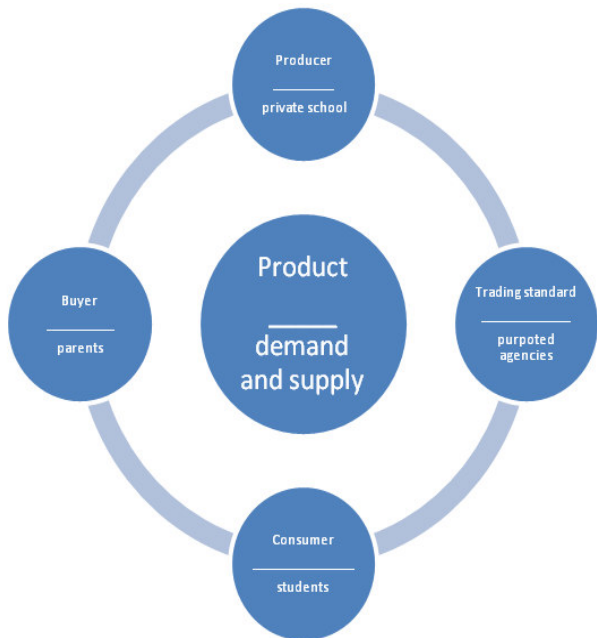 Producer
private school
Product
demand
and supply
Buyer
parents
Trading standard
purpoted
agencies
Consumer
students